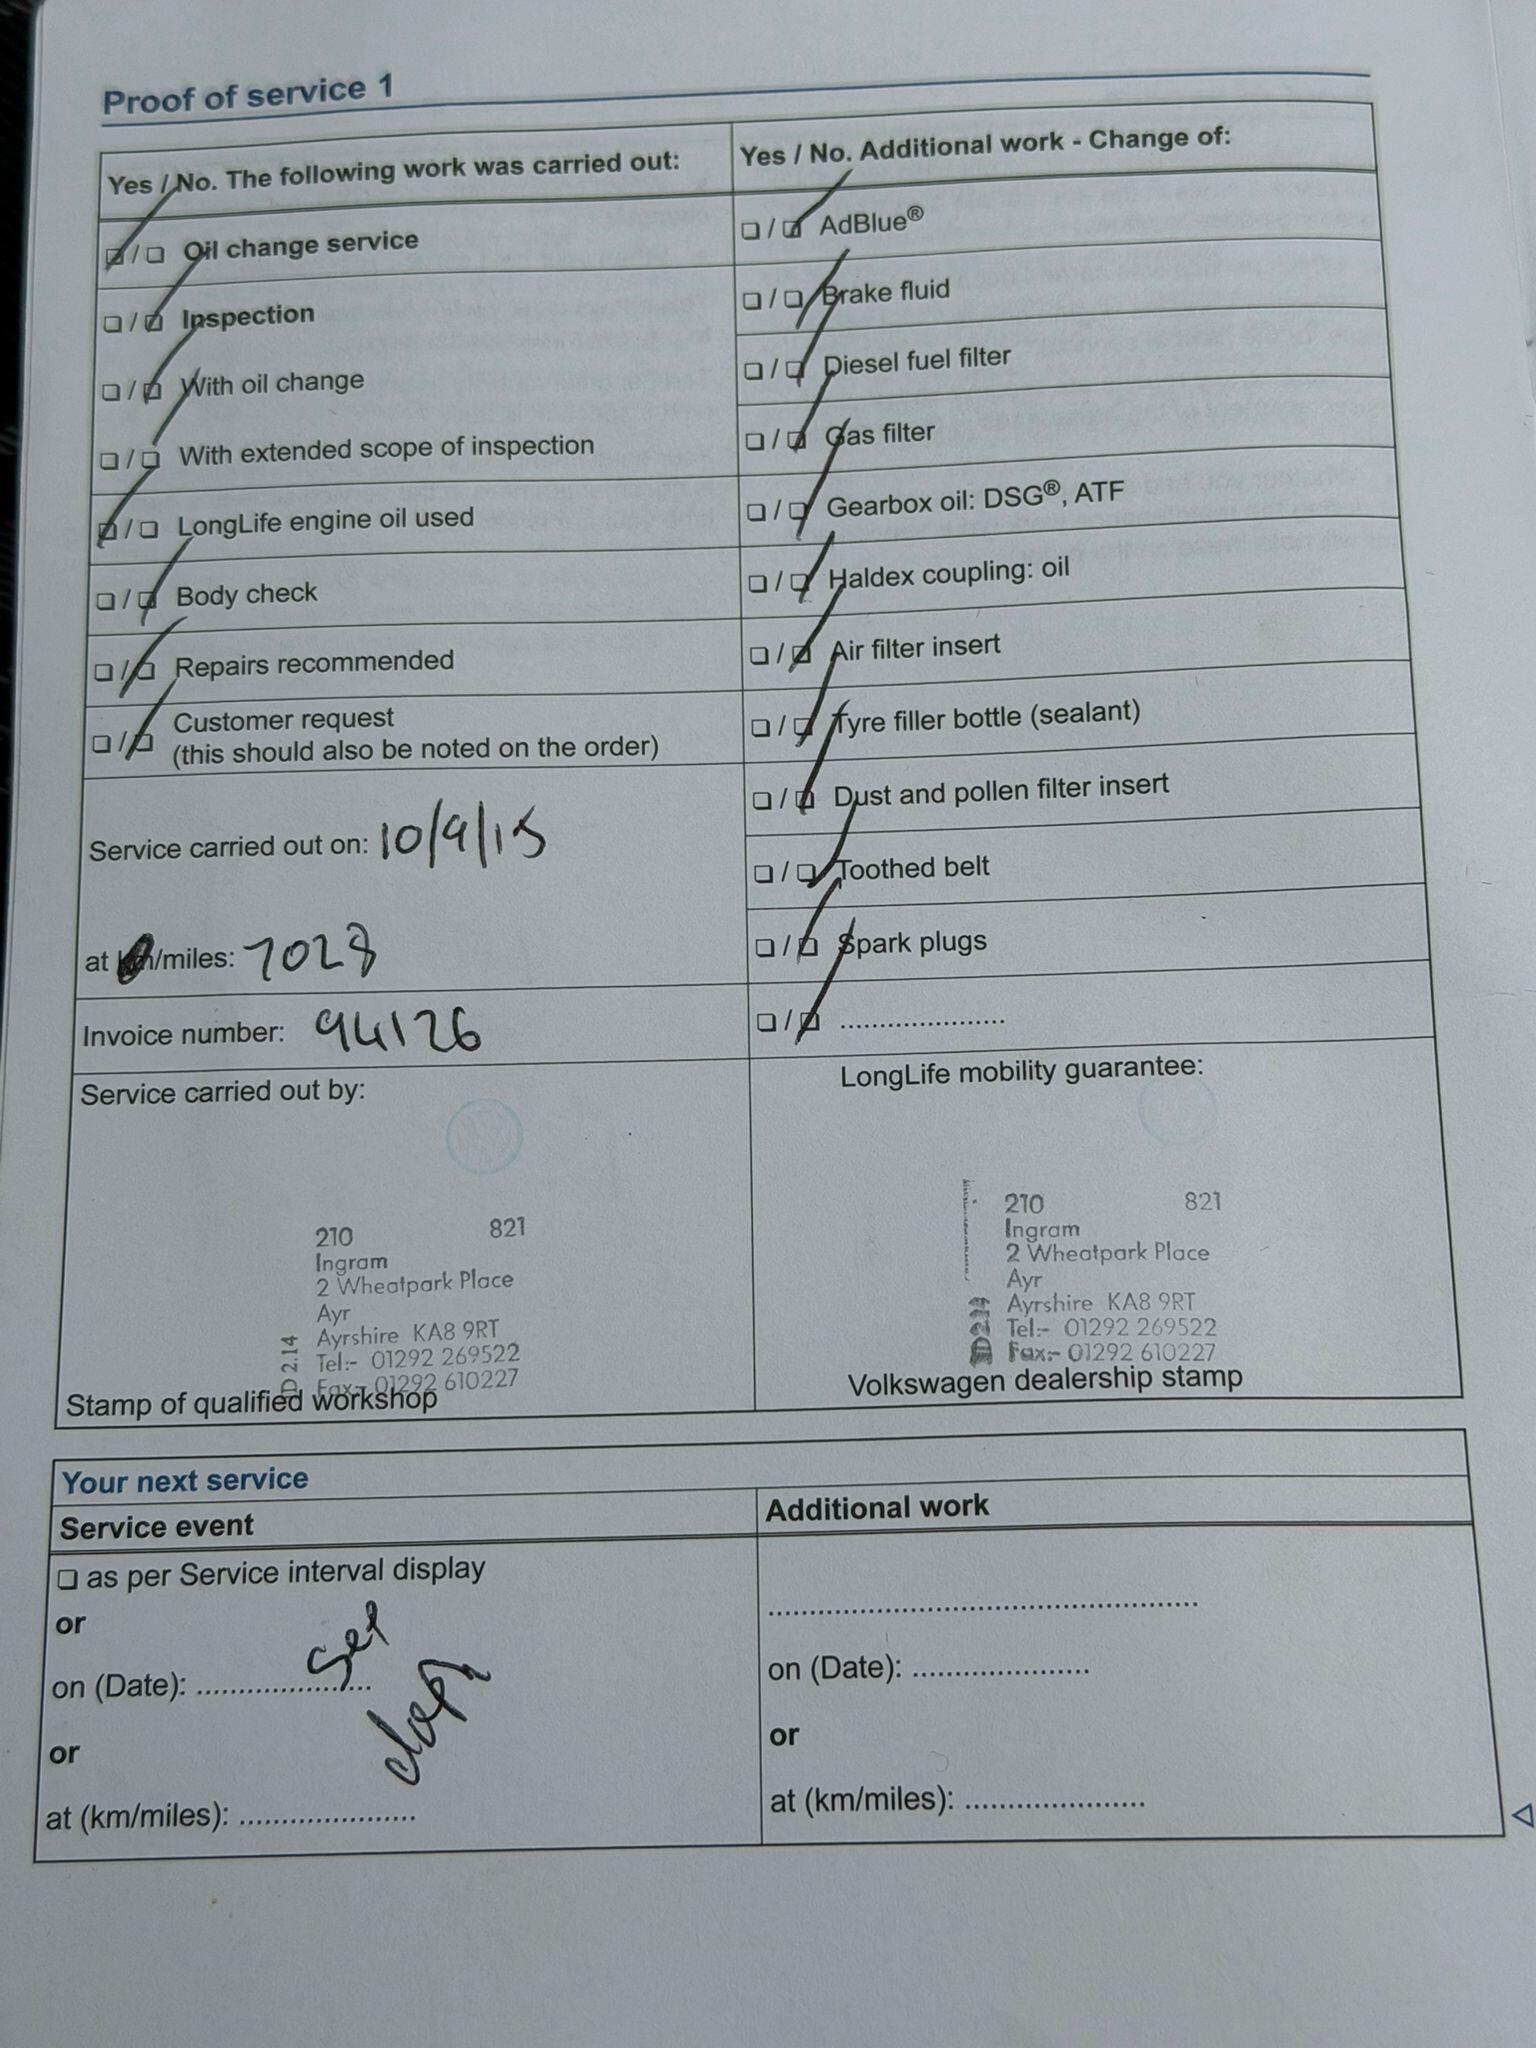 Proof of service 1
Yes / No. The following work was carried out:
☑ / ☐ Oil change service
☐ / ☑ Inspection
☐ / ☑ With oil change
☐ / ☑ With extended scope of inspection
☑ / ☐ LongLife engine oil used
☐ / ☑ Body check
☐ / ☑ Repairs recommended
☐ / ☑ Customer request
(this should also be noted on the order)
Service carried out on: 10/9/15
at km/miles: 7028
Invoice number: 94126
Service carried out by:
210 821
Ingram
2 Wheatpark Place
Ayr
Ayrshire KA8 9RT
Tel:- 01292 269522
Fax:- 01292 610227
D2.14
Stamp of qualified workshop
Yes / No. Additional work - Change of:
☐ / ☑ AdBlue®
☐ / ☑ Brake fluid
☐ / ☑ Diesel fuel filter
☐ / ☑ Gas filter
☐ / ☑ Gearbox oil: DSG®, ATF
☐ / ☑ Haldex coupling: oil
☐ / ☑ Air filter insert
☐ / ☑ Tyre filler bottle (sealant)
☐ / ☑ Dust and pollen filter insert
☐ / ☑ Toothed belt
☐ / ☑ Spark plugs
☐ / ☑ .....................
LongLife mobility guarantee:
210 821
Ingram
2 Wheatpark Place
Ayr
Ayrshire KA8 9RT
Tel:- 01292 269522
Fax:- 01292 610227
D2.14
Volkswagen dealership stamp
Your next service
Service event
☐ as per Service interval display
or
on (Date): ......................
or
at (km/miles): .....................
Additional work
.....................................................
on (Date): ......................
or
at (km/miles): ......................